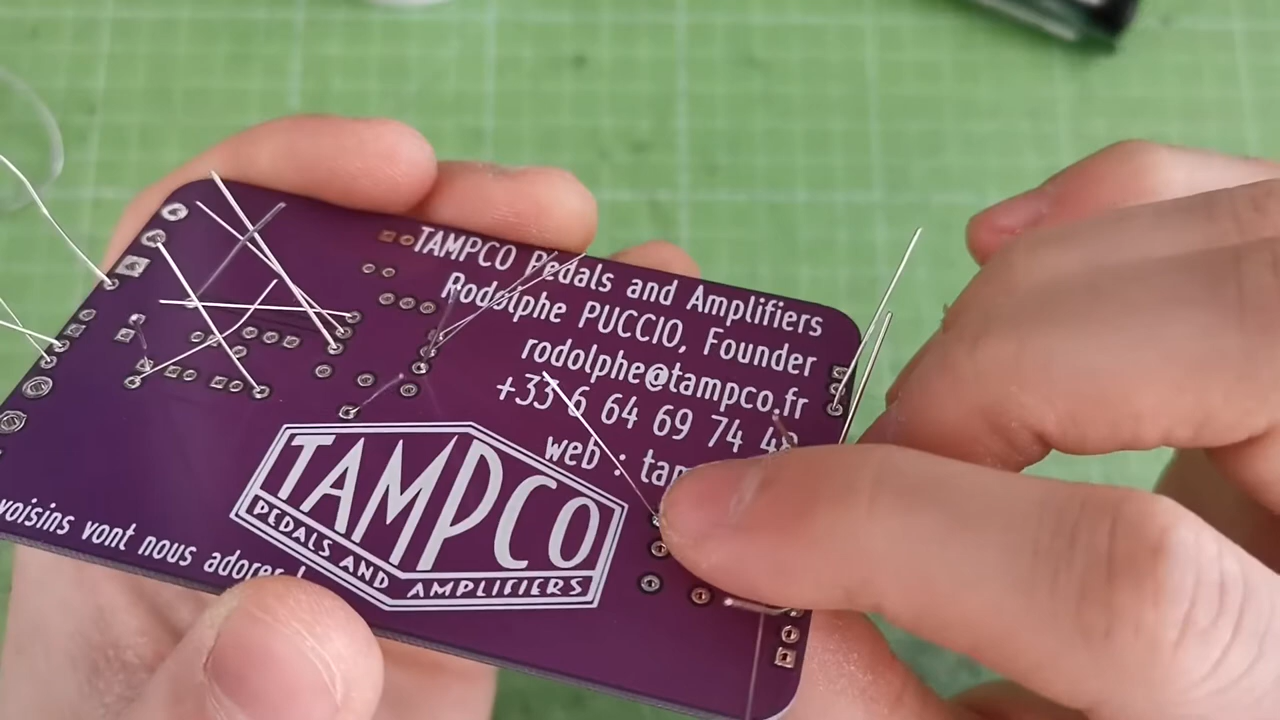 TAMPCO Pedals and Amplifiers
Rodolphe PUCCIO, Founder
rodolphe@tampco.fr
+33 6 64 69 74
web :
TAMPCO
PEDALS AND AMPLIFIERS
voisins vont nous adorer !